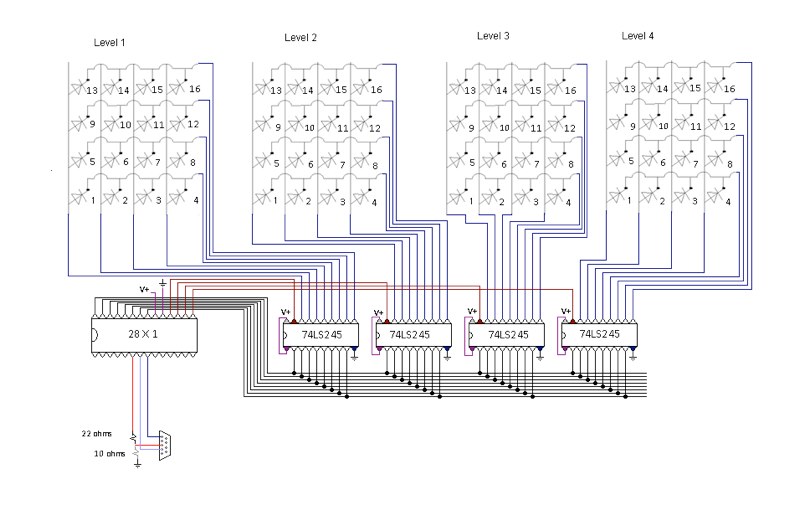 Level 1 Level 2 Level 3 Level 4
13 14 15 16 13 14 15 16 13 14 15 16 13 14 15 16
9 10 11 12 9 10 11 12 9 10 11 12 9 10 11 12
5 6 7 8 5 6 7 8 5 6 7 8 5 6 7 8
1 2 3 4 1 2 3 4 1 2 3 4 1 2 3 4
V+
V+ V+ V+ V+
28X1 74LS245 74LS245 74LS245 74LS245
22 ohms
10 ohms